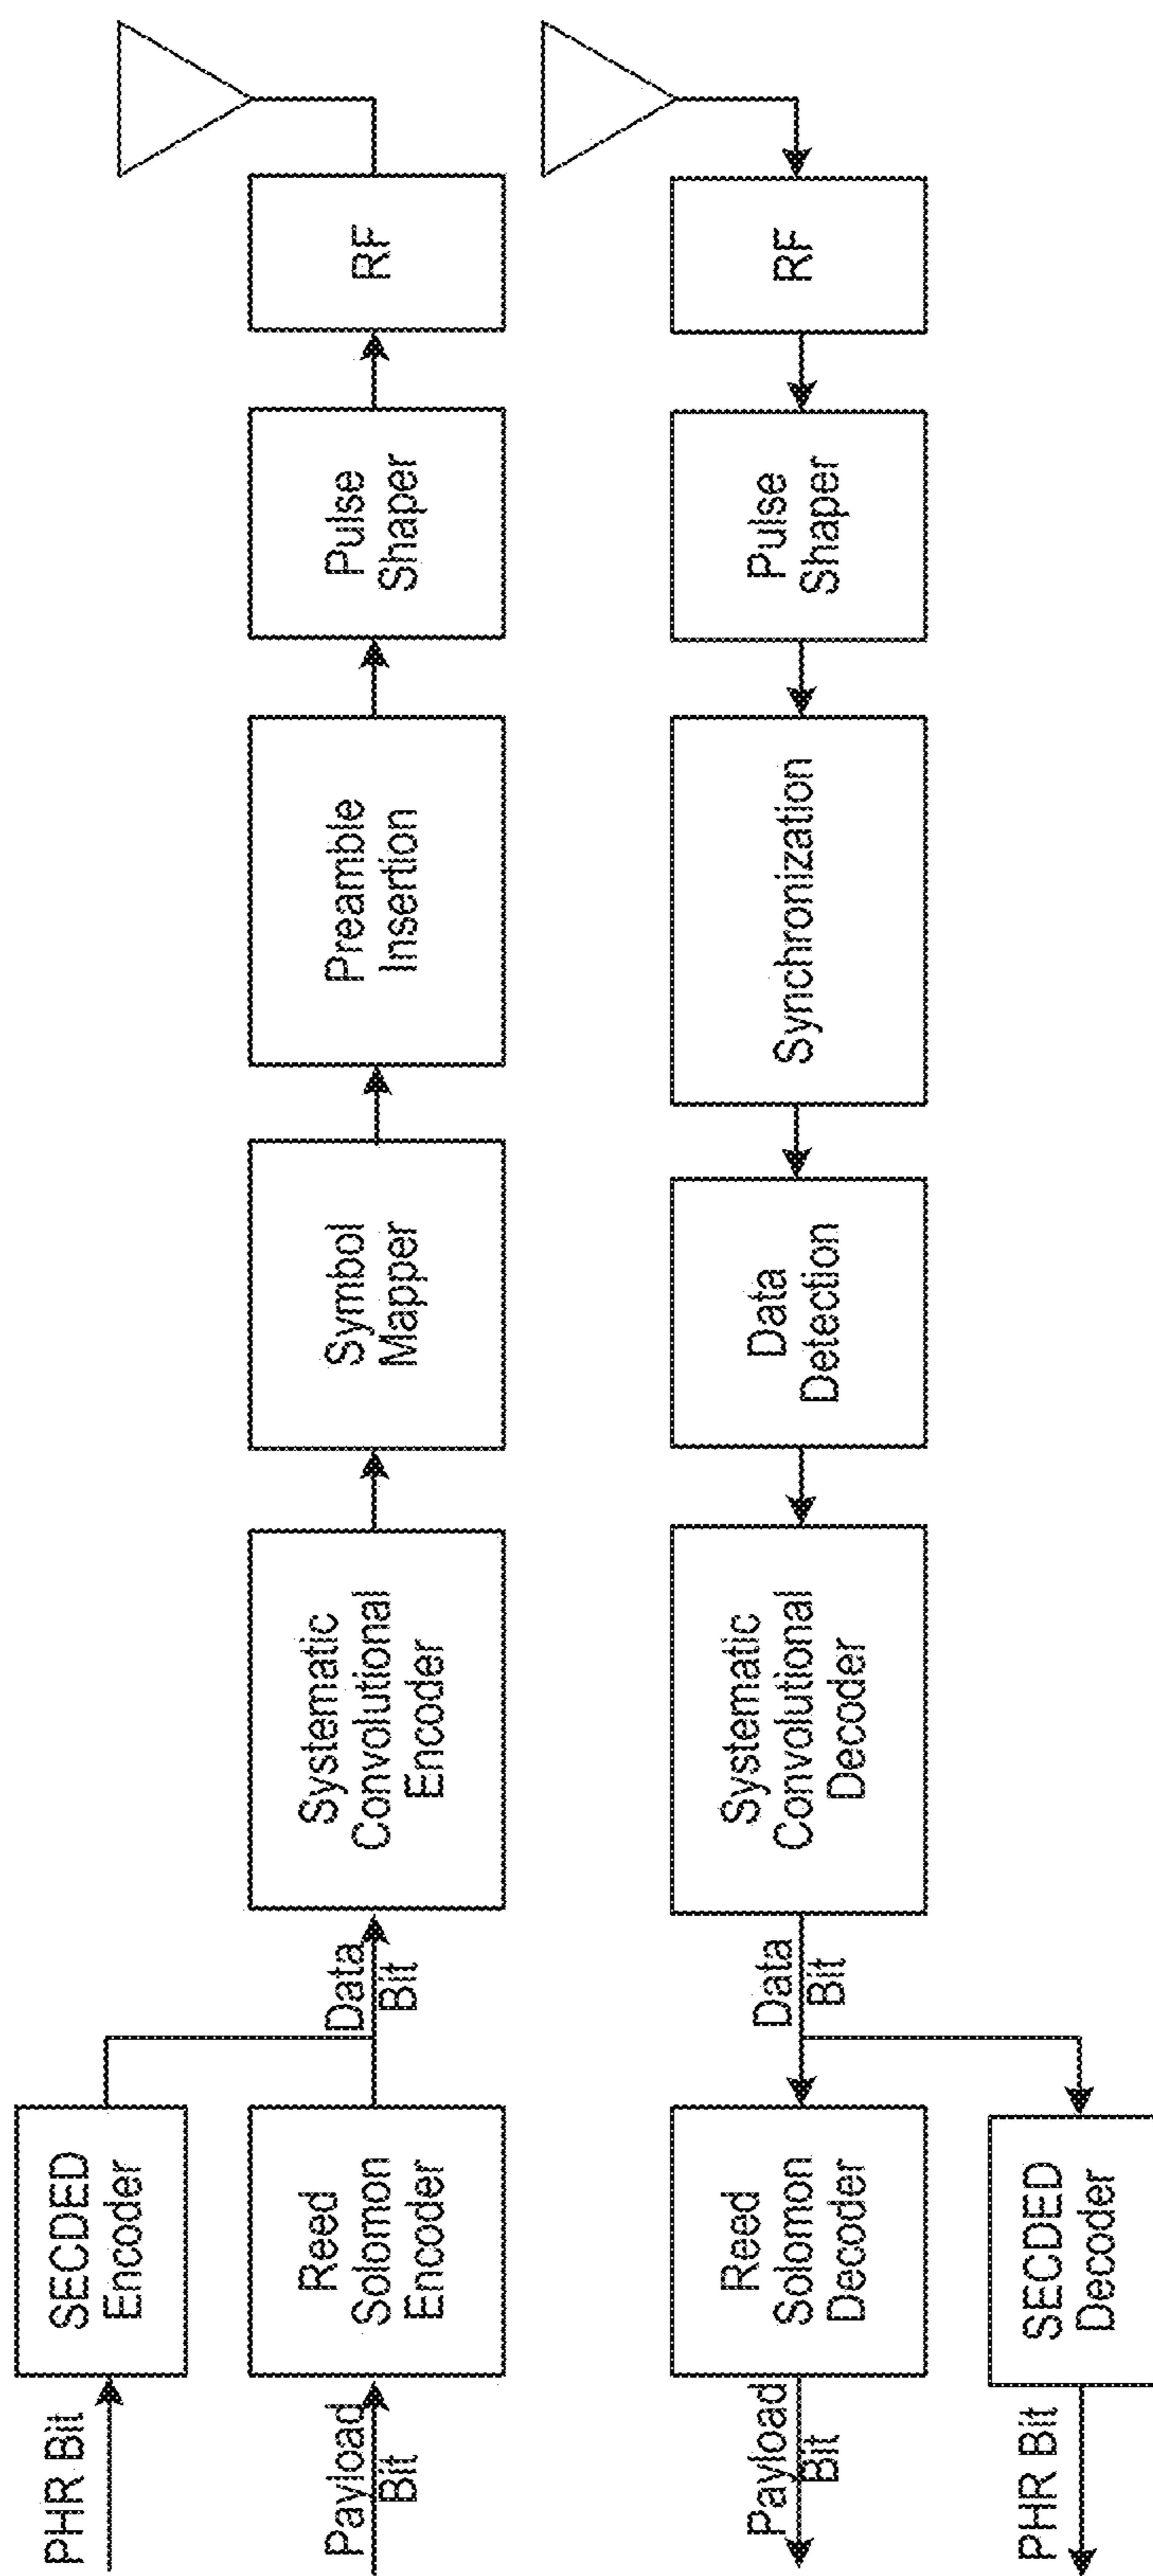 PHR Bit
SECDED
Encoder
Payload
Bit
Reed
Solomon
Encoder
Data
Bit
Systematic
Convolutional
Encoder
Symbol
Mapper
Preamble
Insertion
Pulse
Shaper
RF
Payload
Bit
Reed
Solomon
Decoder
Data
Bit
Systematic
Convolutional
Decoder
Data
Detection
Synchronization
Pulse
Shaper
RF
PHR Bit
SECDED
Decoder